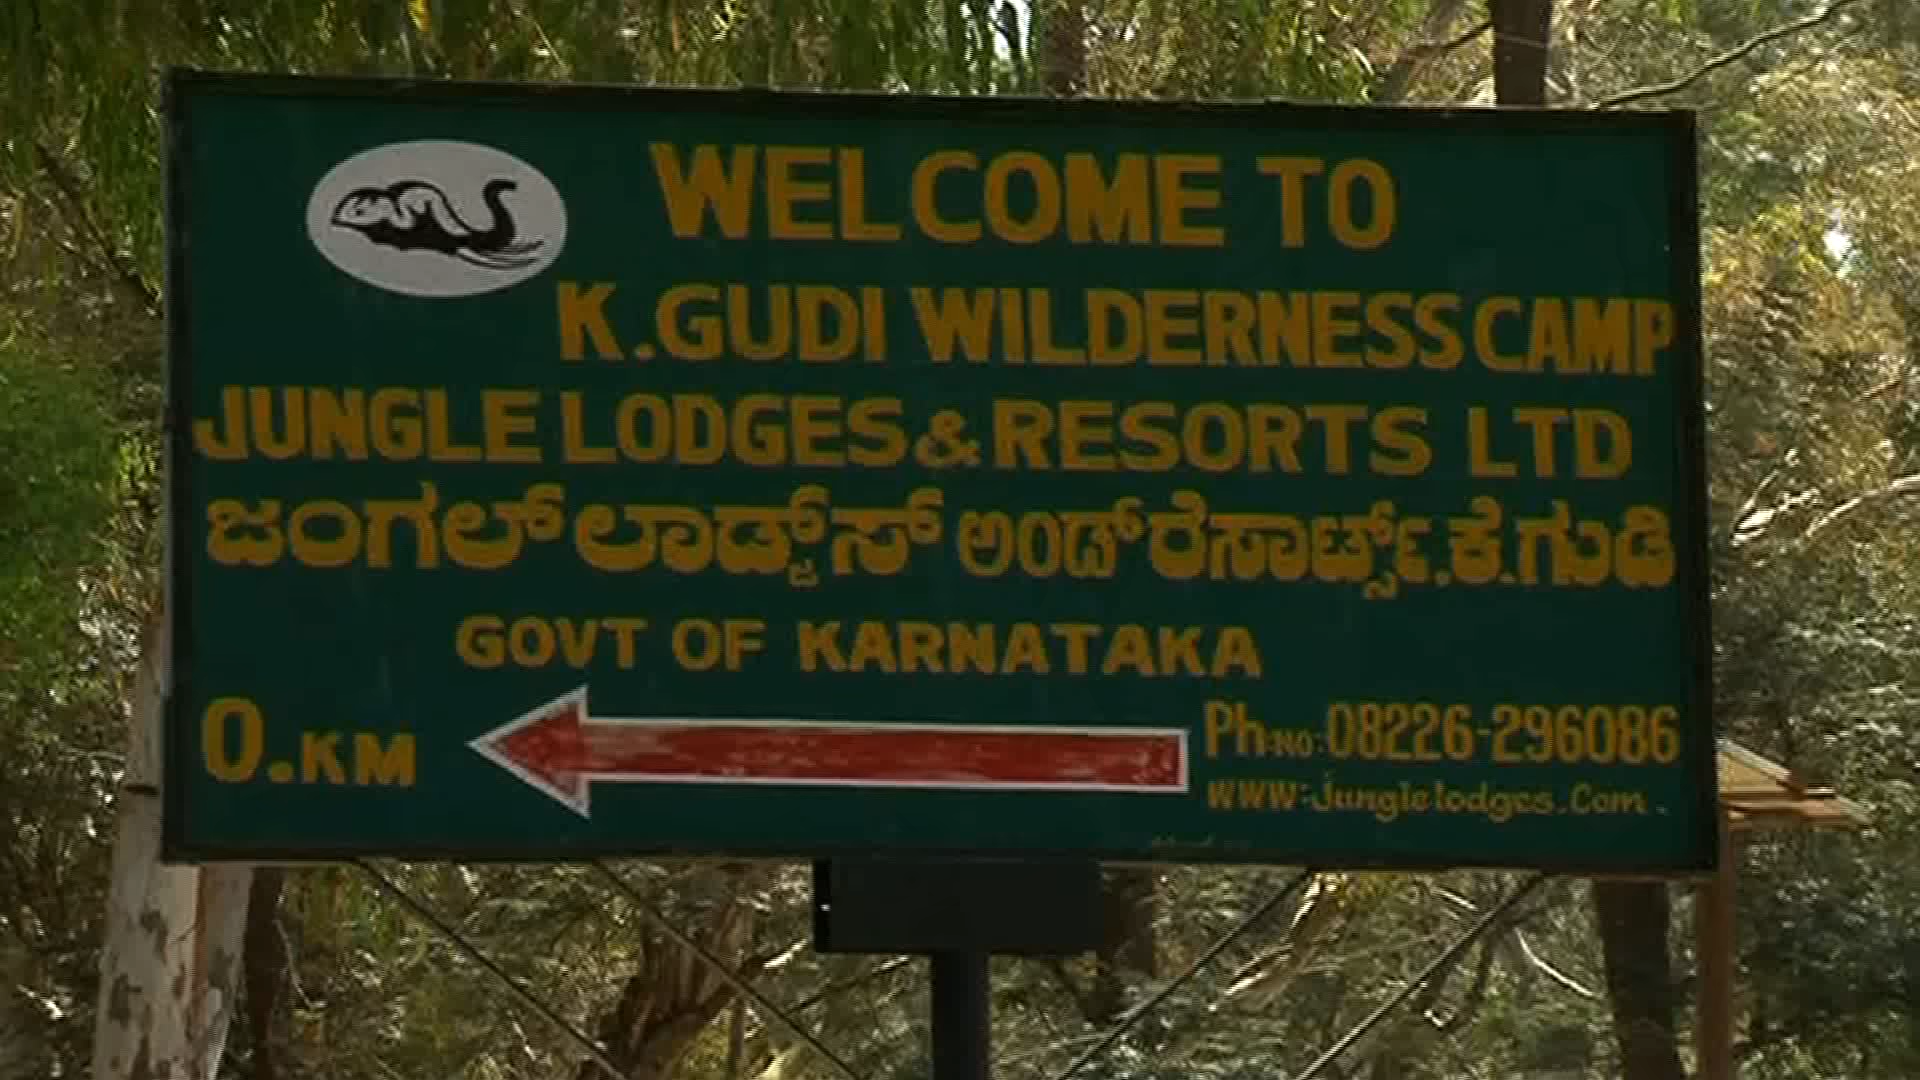 WELCOME TO
K.GUDI WILDERNESS CAMP
JUNGLE LODGES & RESORTS LTD
ಜಂಗಲ್ ಲಾಡ್ಜ್ಸ್ ಅಂಡ್ ರೆಸಾರ್ಟ್ಸ್.ಕೆ.ಗುಡಿ
GOVT OF KARNATAKA
0.KM
Ph:NO:08226-296086
WWW:Junglelodges.Com.